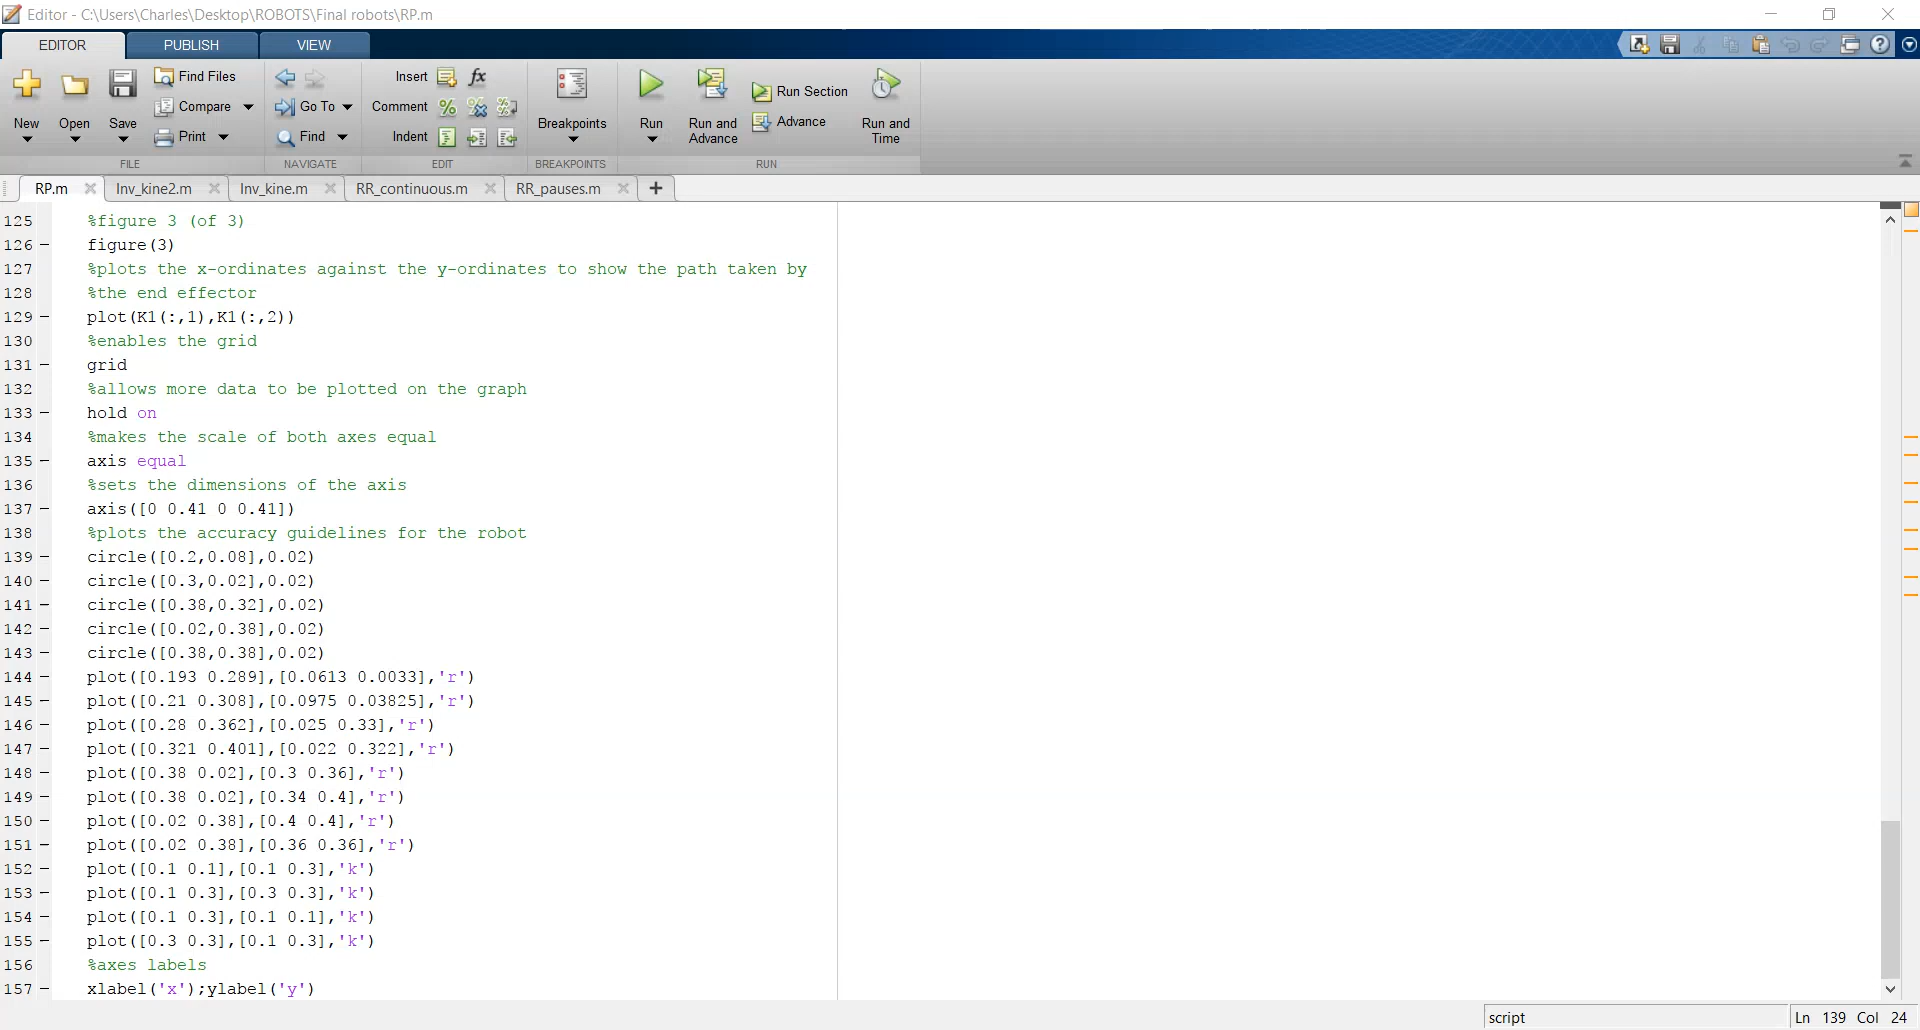 Editor - C:\Users\Charles\Desktop\ROBOTS\Final robots\RP.m
EDITOR PUBLISH VIEW
New
Open
Save
Find Files
Compare
Print
FILE
Go To
Find
NAVIGATE
Insert fx
Comment
Indent
EDIT
Breakpoints
BREAKPOINTS
Run
Run and
Advance
Run Section
Advance
Run and
Time
RUN
RP.m Inv_kine2.m Inv_kine.m RR_continuous.m RR_pauses.m +
125 %figure 3 (of 3)
126 - figure(3)
127 %plots the x-ordinates against the y-ordinates to show the path taken by
128 %the end effector
129 - plot(K1(:,1),K1(:,2))
130 %enables the grid
131 - grid
132 %allows more data to be plotted on the graph
133 - hold on
134 %makes the scale of both axes equal
135 - axis equal
136 %sets the dimensions of the axis
137 - axis([0 0.41 0 0.41])
138 %plots the accuracy guidelines for the robot
139 - circle([0.2,0.08],0.02)
140 - circle([0.3,0.02],0.02)
141 - circle([0.38,0.32],0.02)
142 - circle([0.02,0.38],0.02)
143 - circle([0.38,0.38],0.02)
144 - plot([0.193 0.289],[0.0613 0.0033],'r')
145 - plot([0.21 0.308],[0.0975 0.03825],'r')
146 - plot([0.28 0.362],[0.025 0.33],'r')
147 - plot([0.321 0.401],[0.022 0.322],'r')
148 - plot([0.38 0.02],[0.3 0.36],'r')
149 - plot([0.38 0.02],[0.34 0.4],'r')
150 - plot([0.02 0.38],[0.4 0.4],'r')
151 - plot([0.02 0.38],[0.36 0.36],'r')
152 - plot([0.1 0.1],[0.1 0.3],'k')
153 - plot([0.1 0.3],[0.3 0.3],'k')
154 - plot([0.1 0.3],[0.1 0.1],'k')
155 - plot([0.3 0.3],[0.1 0.3],'k')
156 %axes labels
157 - xlabel('x');ylabel('y')
script Ln 139 Col 24